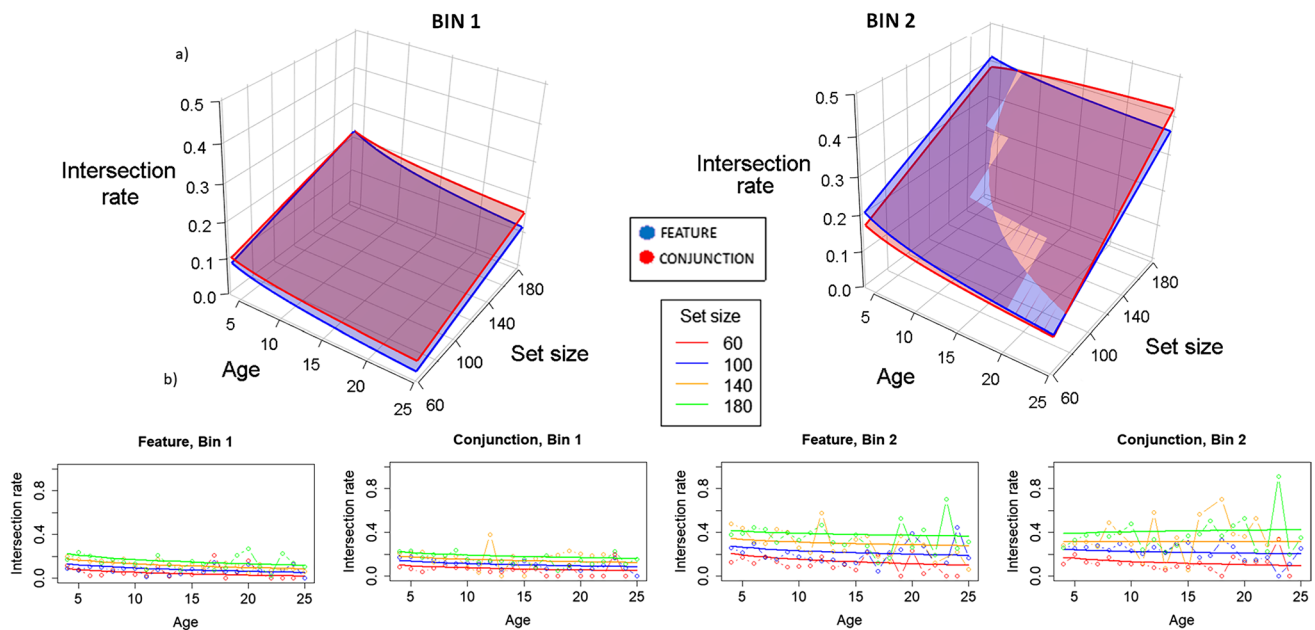 BIN 1
BIN 2
a)
0.5
0.4
0.3
0.2
0.1
0.0
Intersection
rate
5
10
15
20
25
Age
60
100
140
180
Set size
0.5
0.4
0.3
0.2
0.1
0.0
Intersection
rate
5
10
15
20
25
Age
60
100
140
180
Set size
FEATURE
CONJUNCTION
Set size
60
100
140
180
b)
Feature, Bin 1
Intersection rate
0.0 0.4 0.8
5 10 15 20 25
Age
Conjunction, Bin 1
Intersection rate
0.0 0.4 0.8
5 10 15 20 25
Age
Feature, Bin 2
Intersection rate
0.0 0.4 0.8
5 10 15 20 25
Age
Conjunction, Bin 2
Intersection rate
0.0 0.4 0.8
5 10 15 20 25
Age